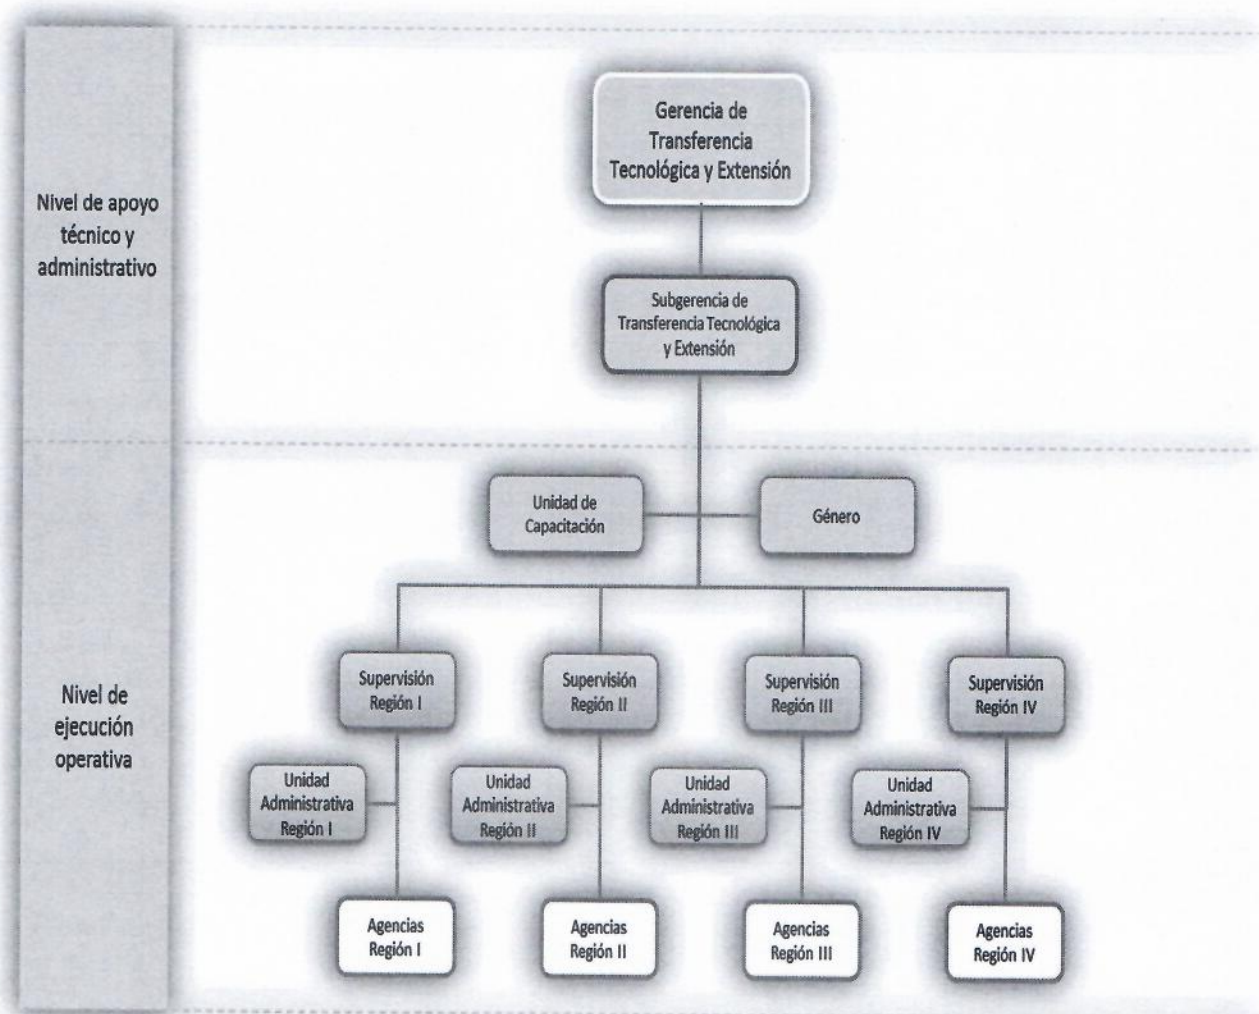 Nivel de apoyo
técnico y
administrativo
Gerencia de
Transferencia
Tecnológica y Extensión
Subgerencia de
Transferencia Tecnológica
y Extensión
Nivel de
ejecución
operativa
Unidad de
Capacitación
Género
Supervisión
Región I
Supervisión
Región II
Supervisión
Región III
Supervisión
Región IV
Unidad
Administrativa
Región I
Unidad
Administrativa
Región II
Unidad
Administrativa
Región III
Unidad
Administrativa
Región IV
Agencias
Región I
Agencias
Región II
Agencias
Región III
Agencias
Región IV